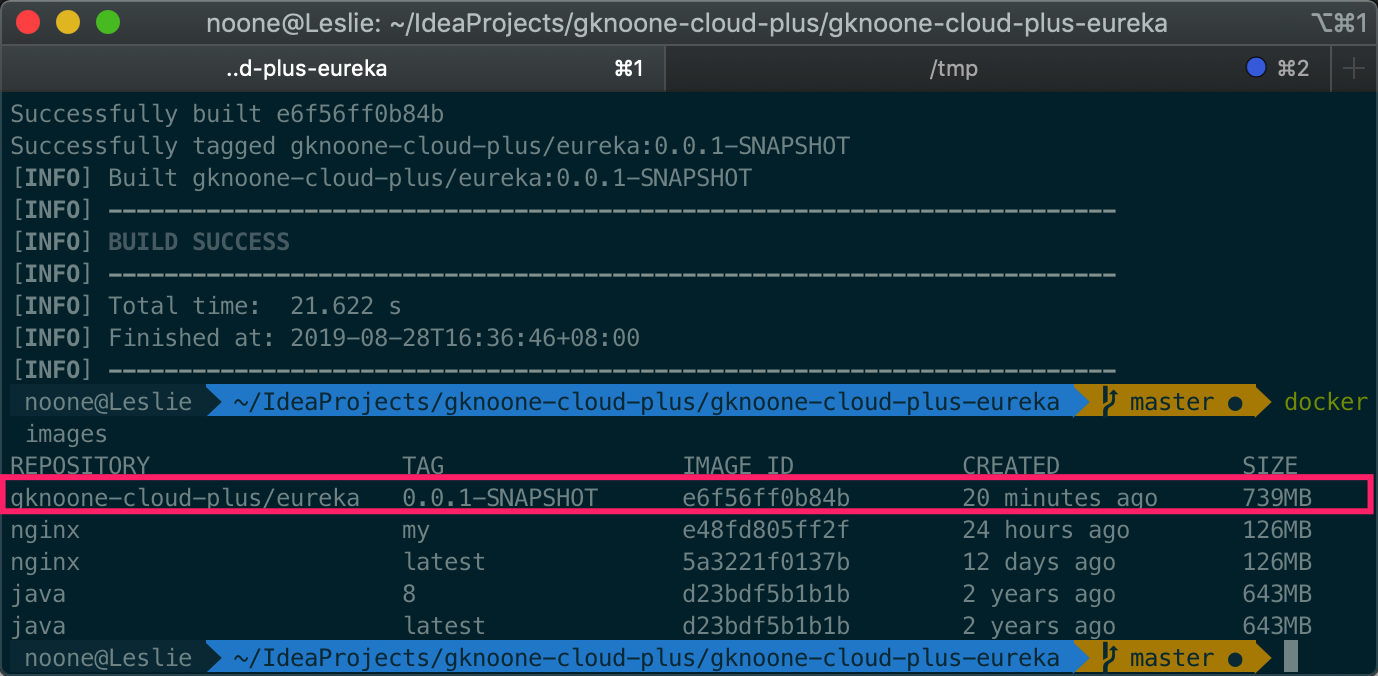 noone@Leslie: ~/IdeaProjects/gknoone-cloud-plus/gknoone-cloud-plus-eureka ⌥⌘1
..d-plus-eureka ⌘1 /tmp ⌘2 +
Successfully built e6f56ff0b84b
Successfully tagged gknoone-cloud-plus/eureka:0.0.1-SNAPSHOT
[INFO] Built gknoone-cloud-plus/eureka:0.0.1-SNAPSHOT
[INFO] ------------------------------------------------------------------------
[INFO] BUILD SUCCESS
[INFO] ------------------------------------------------------------------------
[INFO] Total time:  21.622 s
[INFO] Finished at: 2019-08-28T16:36:46+08:00
[INFO] ------------------------------------------------------------------------
noone@Leslie ~/IdeaProjects/gknoone-cloud-plus/gknoone-cloud-plus-eureka master ● docker
images
REPOSITORY TAG IMAGE ID CREATED SIZE
gknoone-cloud-plus/eureka 0.0.1-SNAPSHOT e6f56ff0b84b 20 minutes ago 739MB
nginx my e48fd805ff2f 24 hours ago 126MB
nginx latest 5a3221f0137b 12 days ago 126MB
java 8 d23bdf5b1b1b 2 years ago 643MB
java latest d23bdf5b1b1b 2 years ago 643MB
noone@Leslie ~/IdeaProjects/gknoone-cloud-plus/gknoone-cloud-plus-eureka master ●